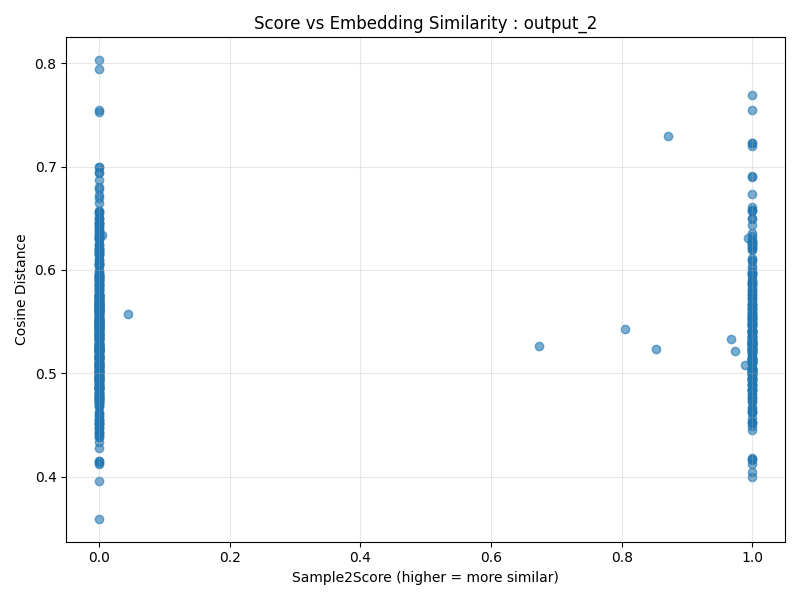 Score vs Embedding Similarity : output_2
Cosine Distance
0.8
0.7
0.6
0.5
0.4
0.0 0.2 0.4 0.6 0.8 1.0
Sample2Score (higher = more similar)